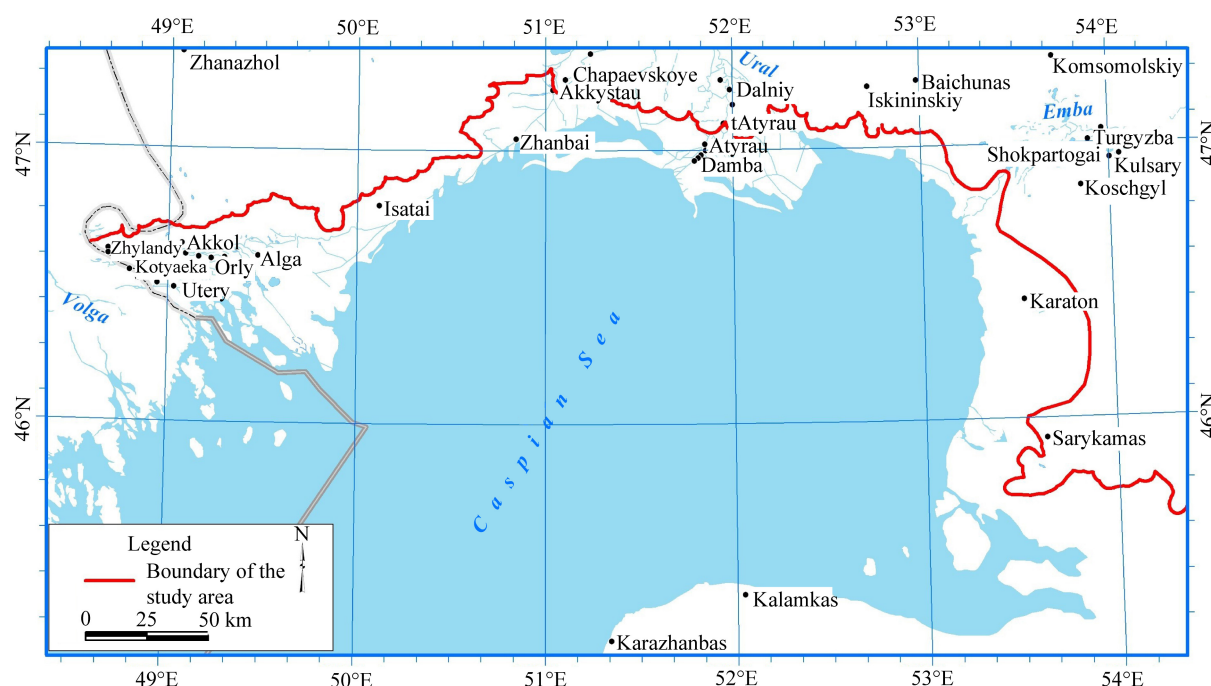 49°E
50°E
51°E
52°E
53°E
54°E
Zhanazhol
Chapaevskoye
Akkystau
Ural
Dalniy
Baichunas
Iskininskiy
Komsomolskiy
Emba
47°N
47°N
Zhanbai
tAtyrau
tAtyrau
Damba
Turgyzba
Shokpartogai
Kulsary
Koschgyl
Isatai
Zhylandy
Akkol
Kotyaeka
Orly
Alga
Utery
Volga
Karaton
Caspian Sea
46°N
46°N
Sarykamas
Legend
N
Boundary of the
study area
0 25 50 km
Kalamkas
Karazhanbas
49°E
50°E
51°E
52°E
53°E
54°E